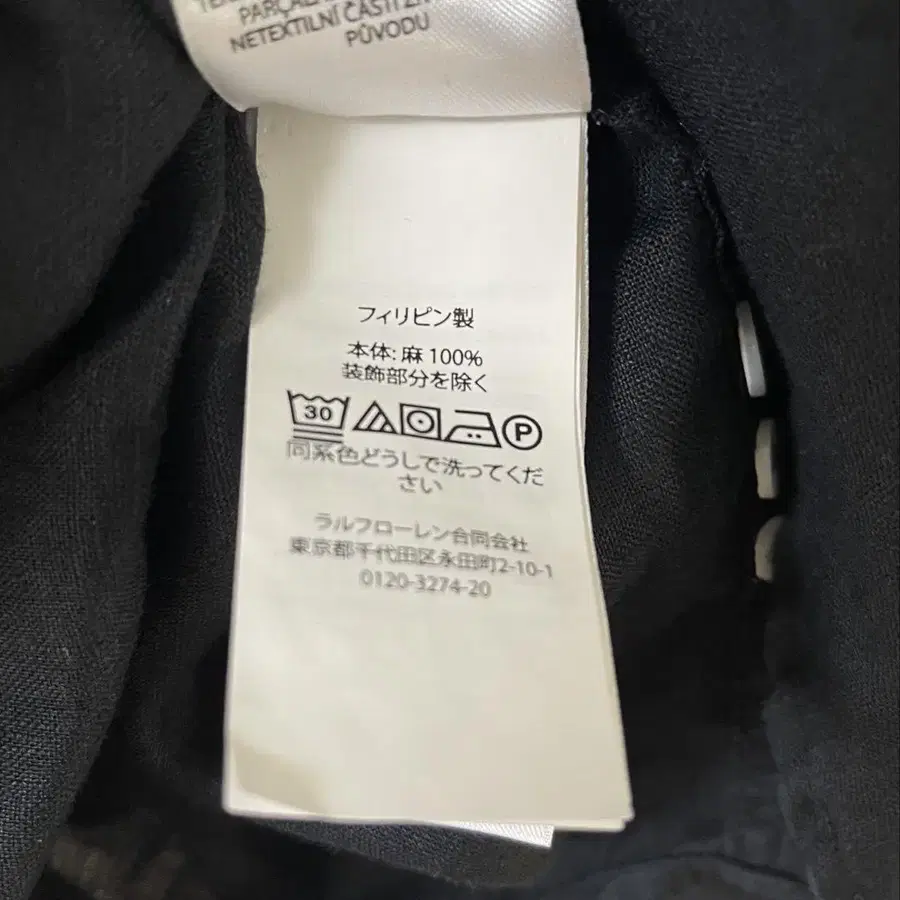 PARÇAL
NETEXTILNÍ ČÁSTI Ž
PŮVODU
フィリピン製
本体: 麻 100%
装飾部分を除く
30 P
同系色どうしで洗ってくだ
さい
ラルフローレン合同会社
東京都千代田区永田町2-10-1
0120-3274-20